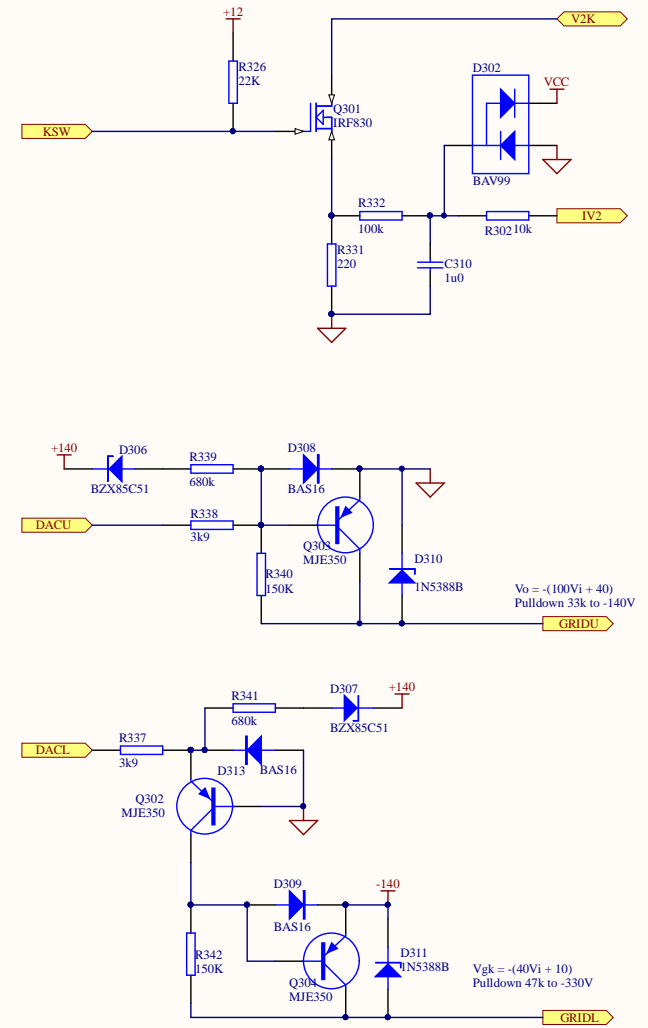 +12
V2K
R326
22K
D302
VCC
Q301
IRF830
KSW
BAV99
R332
100k
R302 10k
IV2
R331
220
C310
1u0
+140
D306
BZX85C51
R339
680k
D308
BAS16
DACU
R338
3k9
Q303
MJE350
R340
150K
D310
1N5388B
Vo = -(100Vi + 40)
Pulldown 33k to -140V
GRIDU
R341
680k
D307
BZX85C51
+140
DACL
R337
3k9
D313
BAS16
Q302
MJE350
D309
BAS16
-140
R342
150K
Q304
MJE350
D311
1N5388B
Vgk = -(40Vi + 10)
Pulldown 47k to -330V
GRIDL